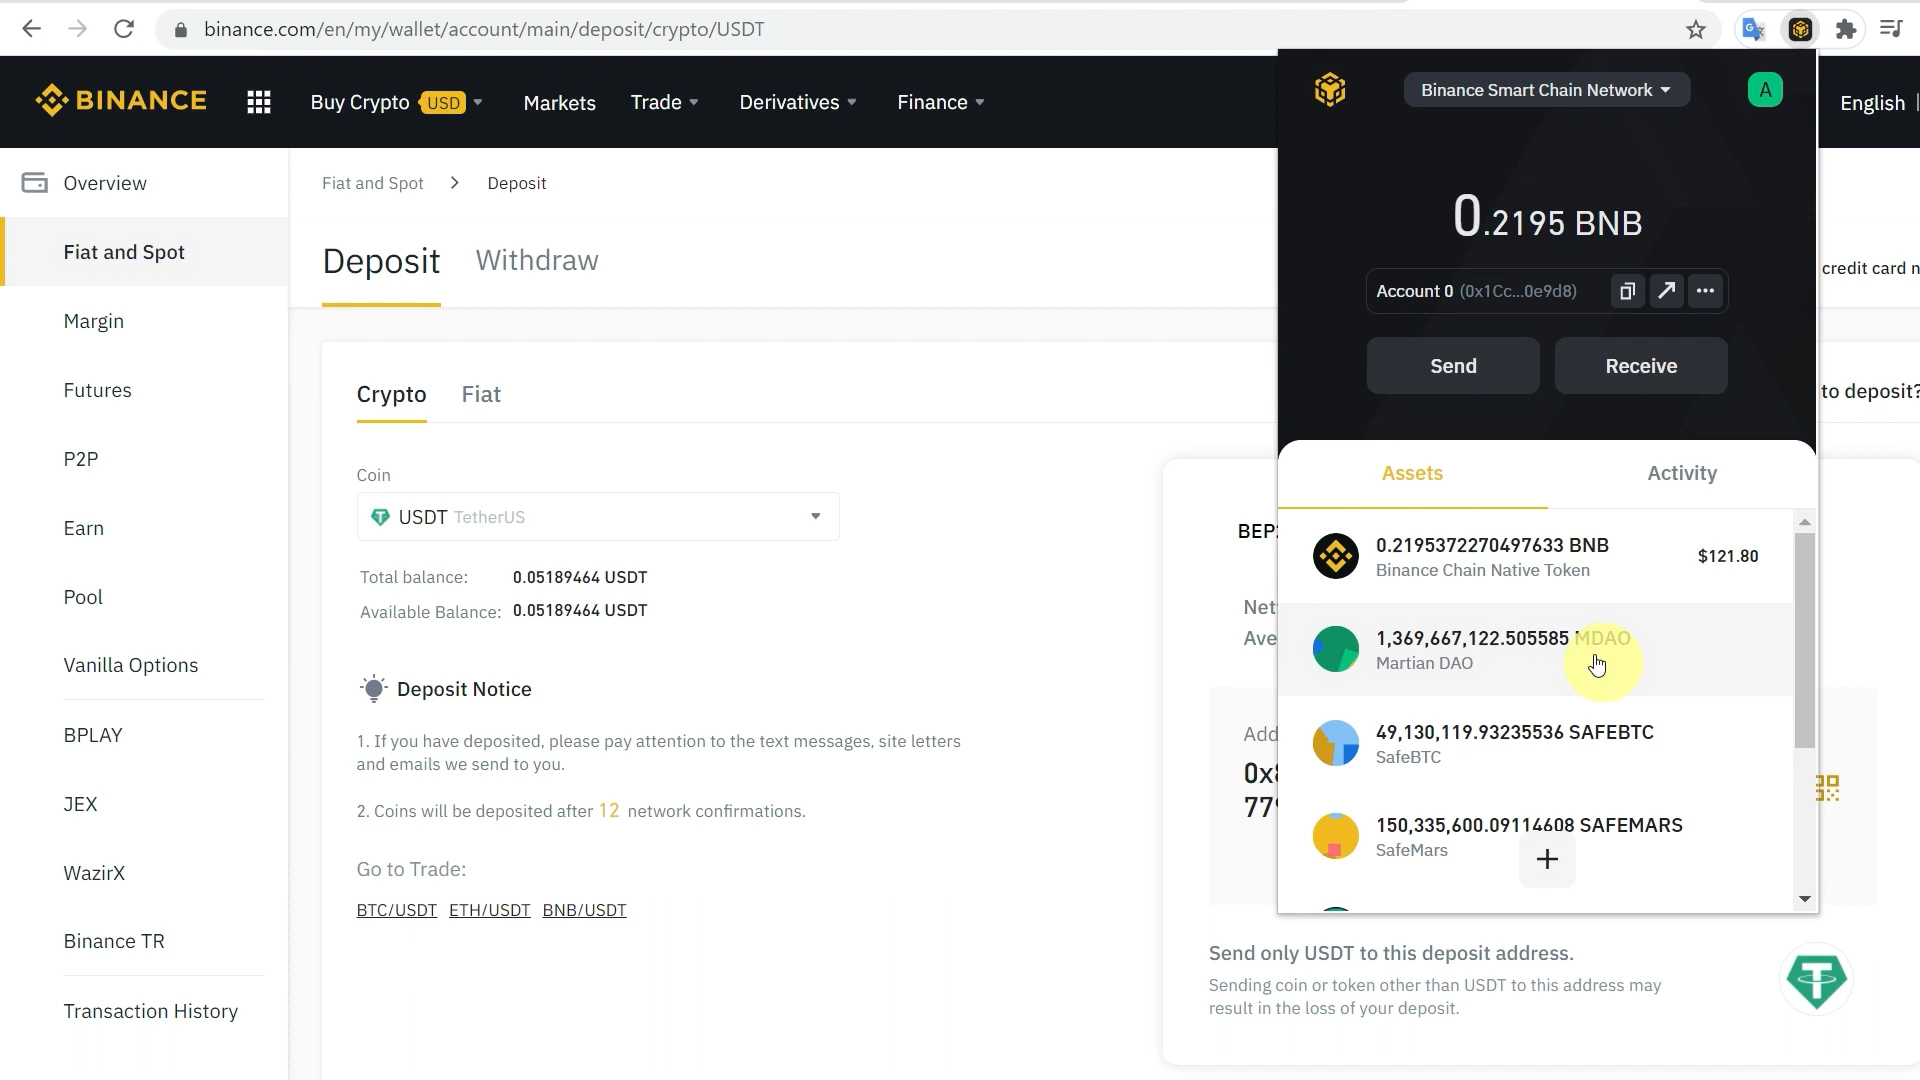 binance.com/en/my/wallet/account/main/deposit/crypto/USDT
BINANCE
Buy Crypto USD
Markets
Trade
Derivatives
Finance
English
Overview
Fiat and Spot
Margin
Futures
P2P
Earn
Pool
Vanilla Options
BPLAY
JEX
WazirX
Binance TR
Transaction History
Fiat and Spot > Deposit
Deposit
Withdraw
Crypto
Fiat
Coin
USDT TetherUS
Total balance: 0.05189464 USDT
Available Balance: 0.05189464 USDT
Deposit Notice
1. If you have deposited, please pay attention to the text messages, site letters
and emails we send to you.
2. Coins will be deposited after 12 network confirmations.
Go to Trade:
BTC/USDT ETH/USDT BNB/USDT
Binance Smart Chain Network
A
0.2195 BNB
Account 0 (0x1Cc...0e9d8)
Send
Receive
Assets
Activity
0.2195372270497633 BNB
Binance Chain Native Token
$121.80
1,369,667,122.505585 MDAO
Martian DAO
49,130,119.93235536 SAFEBTC
SafeBTC
150,335,600.09114608 SAFEMARS
SafeMars
+
credit card n
to deposit?
BEP
Net
Ave
Add
0x
77
Send only USDT to this deposit address.
Sending coin or token other than USDT to this address may
result in the loss of your deposit.